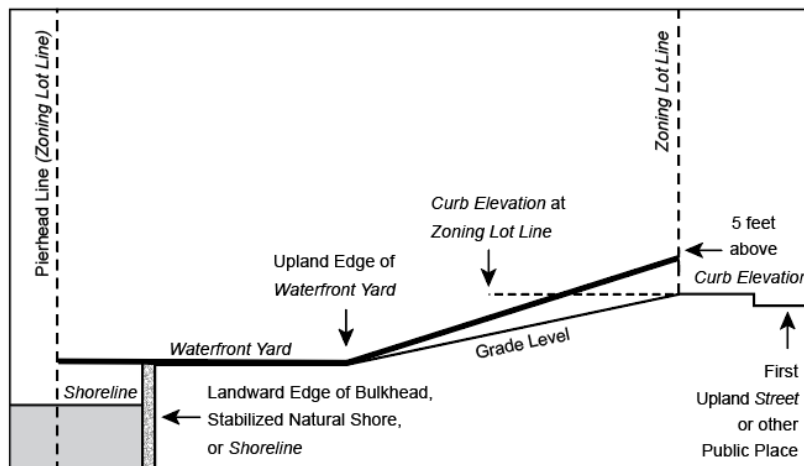 Pierhead Line (Zoning Lot Line)
Zoning Lot Line
Curb Elevation at
Zoning Lot Line
5 feet
above
Curb Elevation
Upland Edge of
Waterfront Yard
Waterfront Yard
Grade Level
Shoreline
Landward Edge of Bulkhead,
Stabilized Natural Shore,
or Shoreline
First
Upland Street
or other
Public Place